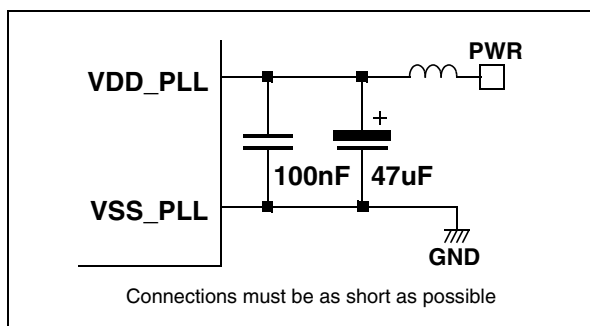 PWR
VDD_PLL
+
100nF 47uF
VSS_PLL
GND
Connections must be as short as possible